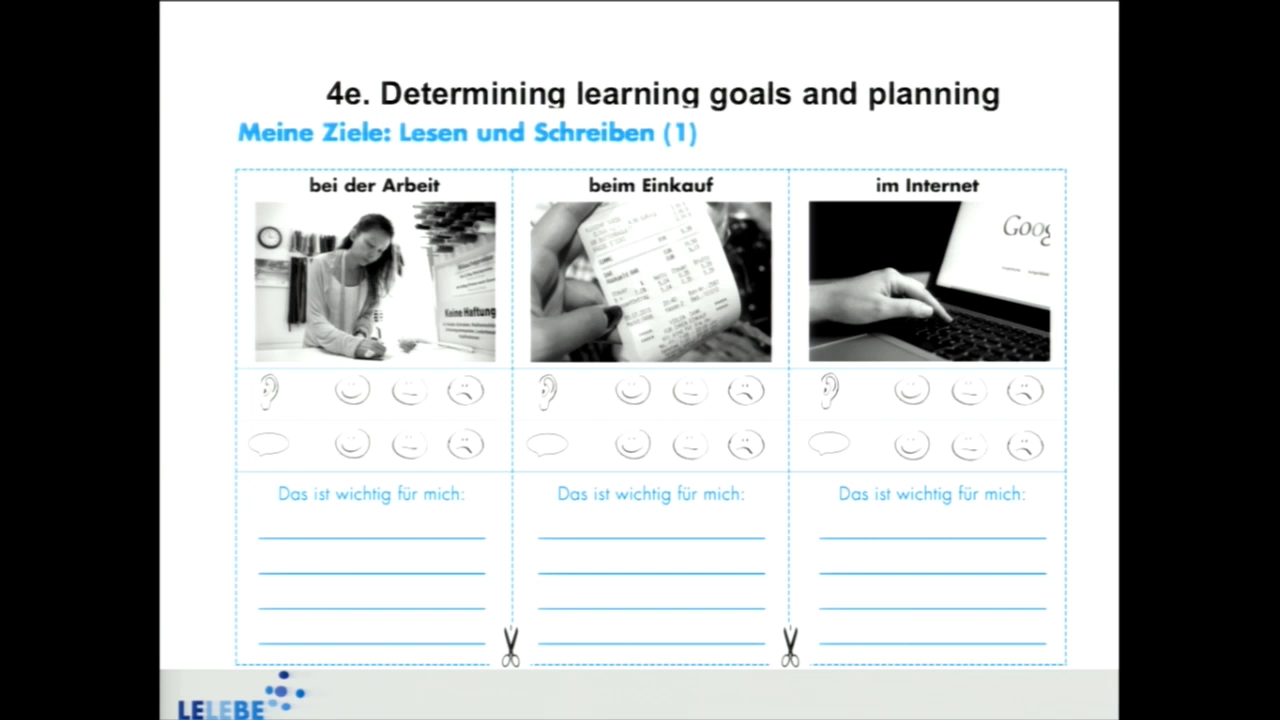 4e. Determining learning goals and planning
Meine Ziele: Lesen und Schreiben (1)
bei der Arbeit
beim Einkauf
im Internet
Keine Haftung
Goog
Das ist wichtig für mich:
Das ist wichtig für mich:
Das ist wichtig für mich:
LELEBE